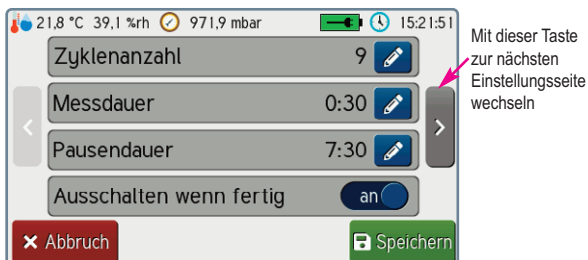 21,8 °C 39,1 %rh 971,9 mbar 15:21:51
Zyklenanzahl 9
Messdauer 0:30
Pausendauer 7:30
Ausschalten wenn fertig an
Abbruch Speichern
Mit dieser Taste
zur nächsten
Einstellungsseite
wechseln